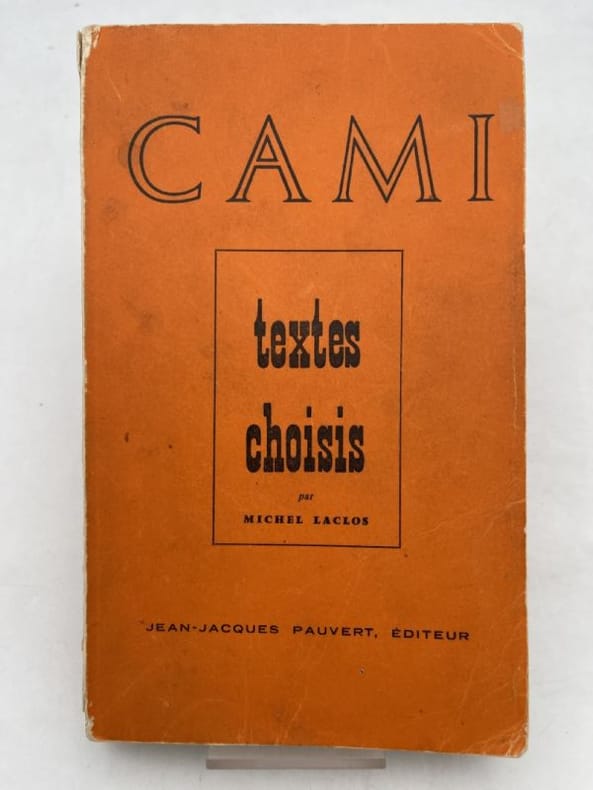 CAMI
textes
choisis
par
MICHEL LACLOS
JEAN-JACQUES PAUVERT, ÉDITEUR